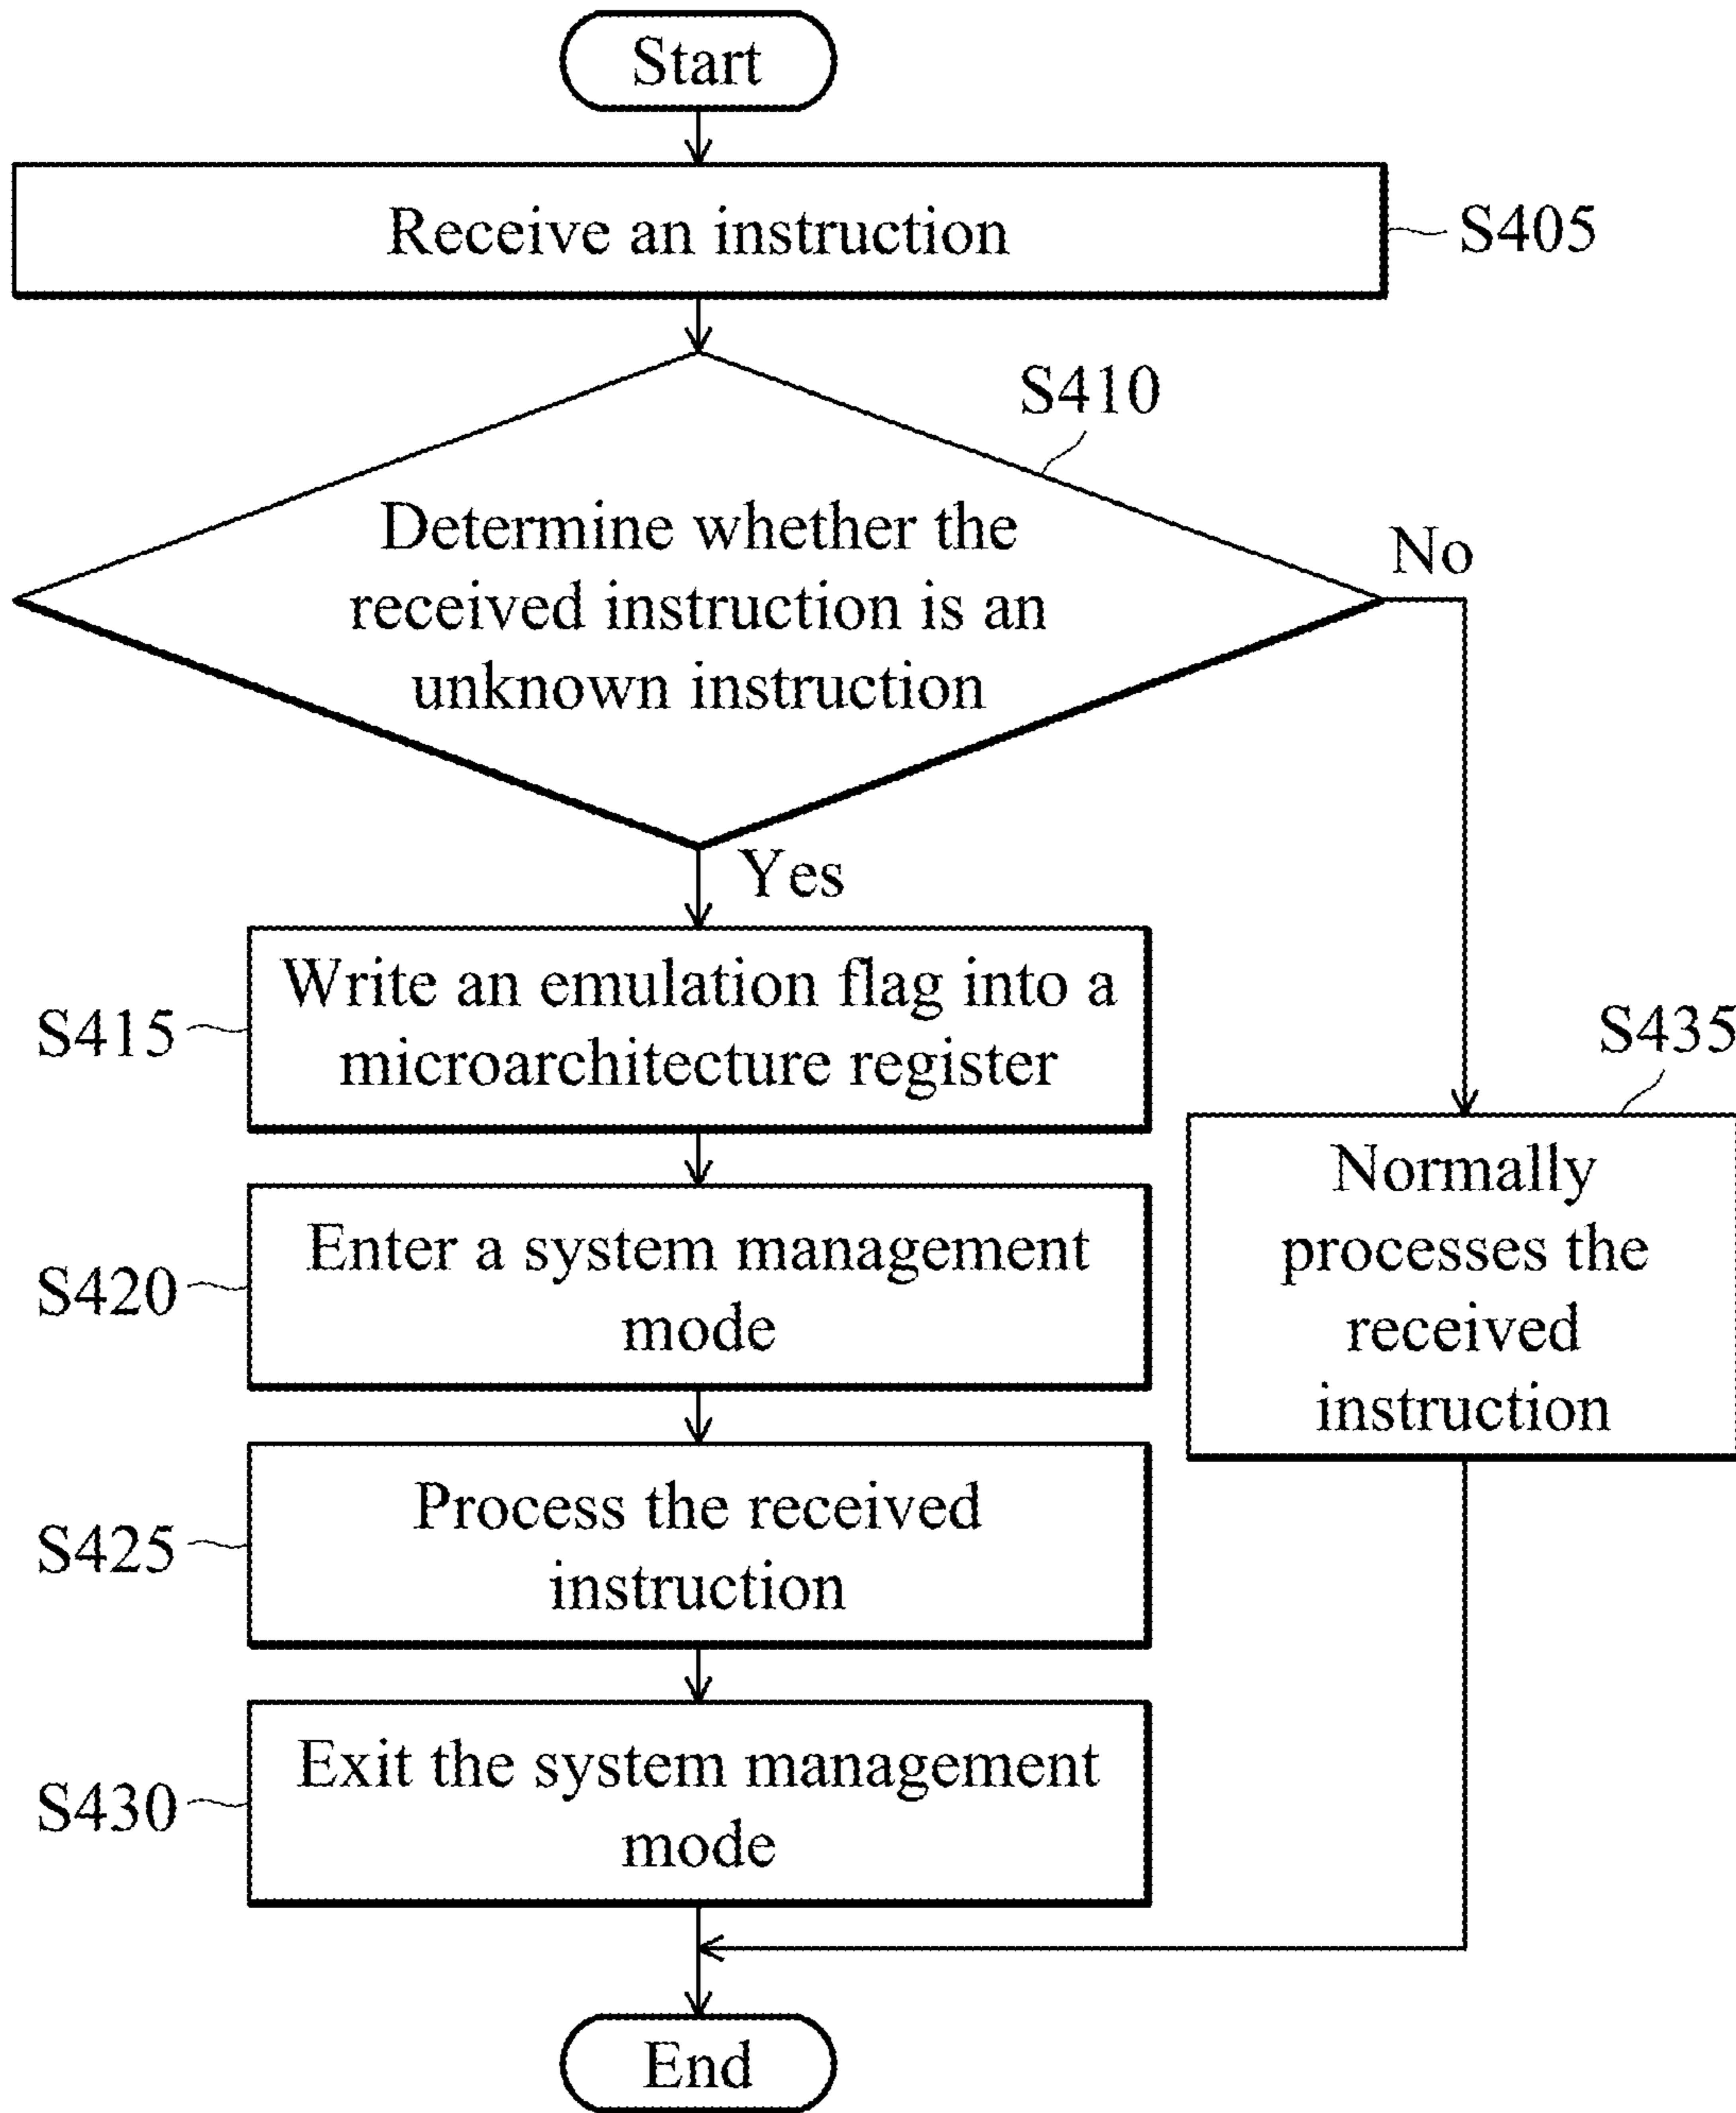 Start
Receive an instruction
S405
S410
Determine whether the
received instruction is an
unknown instruction
No
Yes
S415
Write an emulation flag into a
microarchitecture register
S435
Normally
processes the
received
instruction
S420
Enter a system management
mode
S425
Process the received
instruction
S430
Exit the system management
mode
End